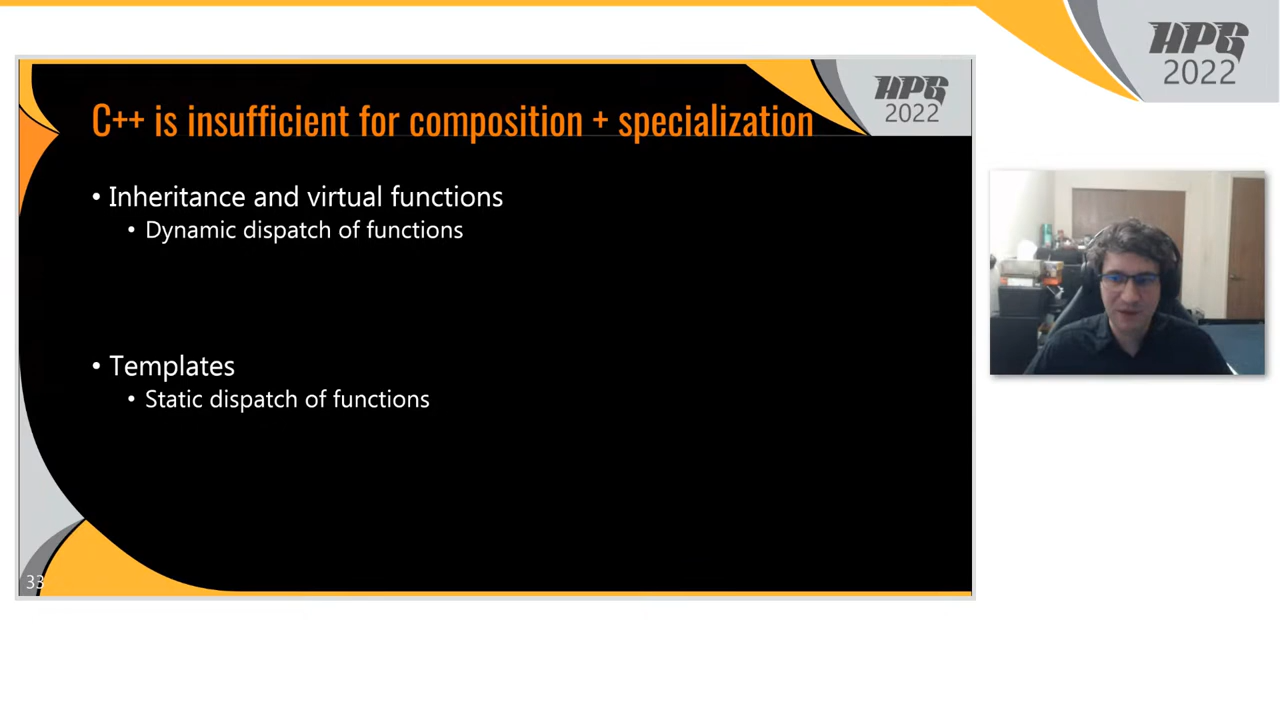 HPG
2022
C++ is insufficient for composition + specialization
HPG
2022
• Inheritance and virtual functions
• Dynamic dispatch of functions
• Templates
• Static dispatch of functions
33